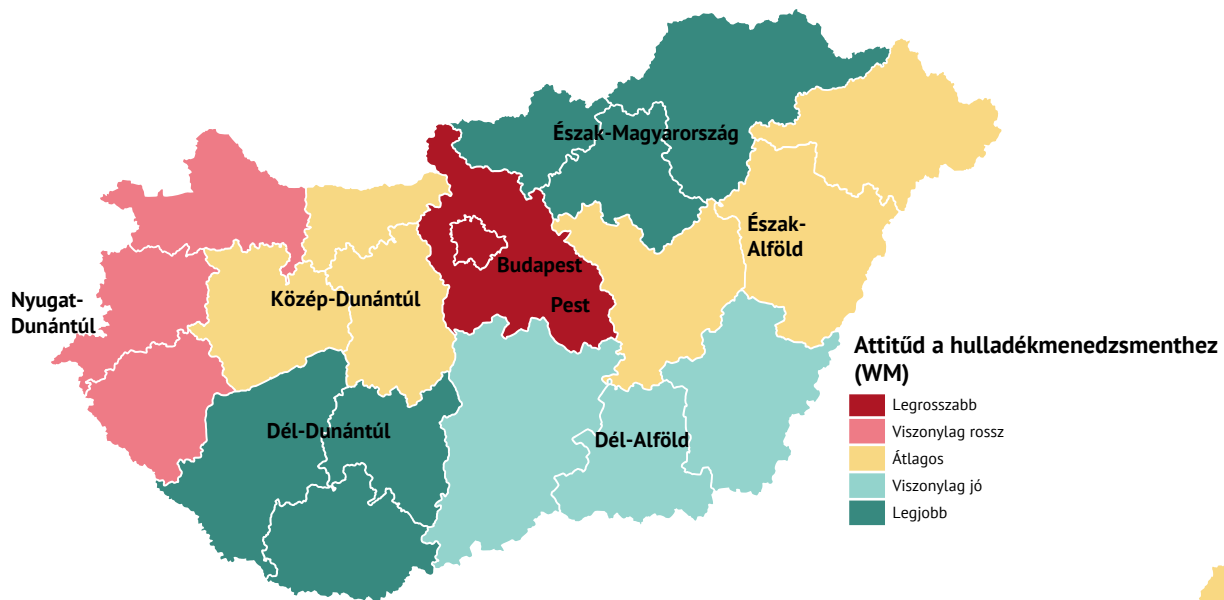 Észak-Magyarország
Észak-
Alföld
Budapest
Pest
Nyugat-
Dunántúl
Közép-Dunántúl
Dél-Dunántúl
Dél-Alföld
Attitűd a hulladékmenedzsmenthez
(WM)
Legrosszabb
Viszonylag rossz
Átlagos
Viszonylag jó
Legjobb